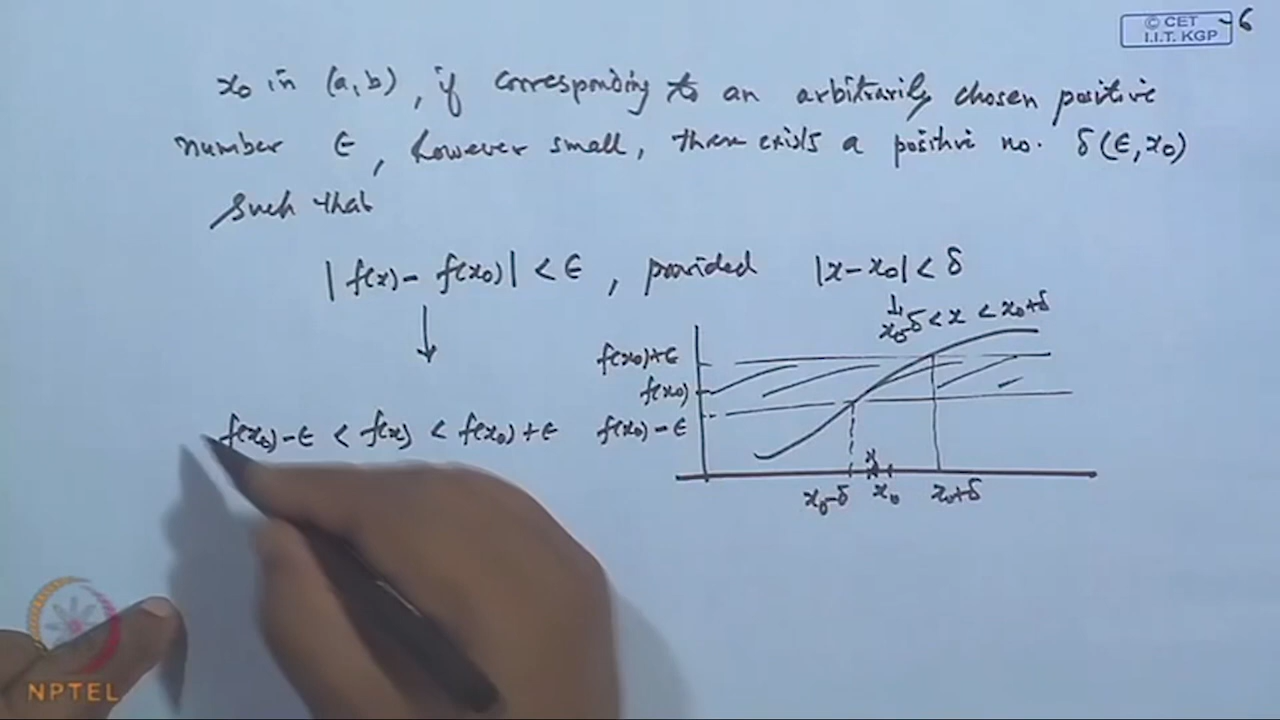 © CET
I.I.T. KGP
-6
x₀ in (a, b), if corresponding to an arbitrarily chosen positive
number ε, however small, there exists a positive no. δ(ε, x₀)
such that
|f(x) - f(x₀)| < ε, provided |x - x₀| < δ
↓
x₀-δ < x < x₀+δ
↓
f(x₀)+ε
f(x₀)
f(x₀) - ε < f(x) < f(x₀) + ε
f(x₀) - ε
x
x₀-δ x₀ x₀+δ
NPTEL